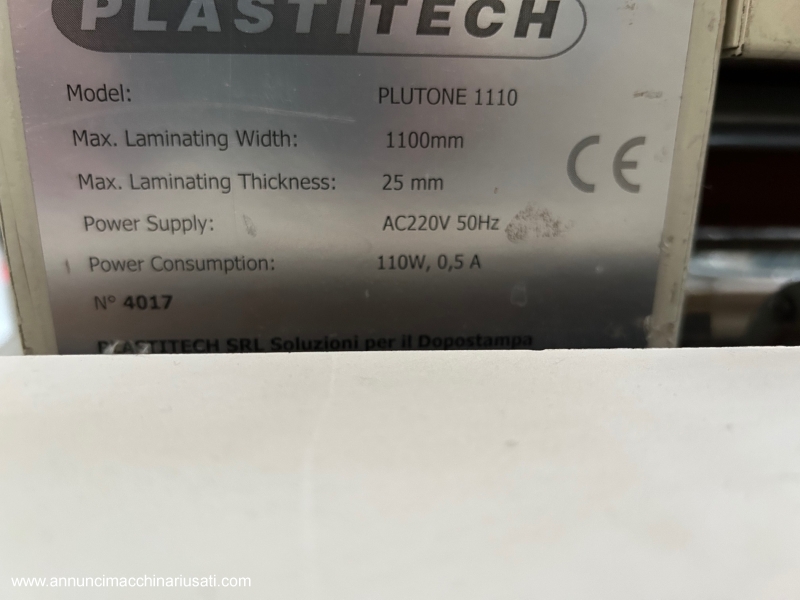 PLASTITECH
Model: PLUTONE 1110
Max. Laminating Width: 1100mm
Max. Laminating Thickness: 25 mm
Power Supply: AC220V 50Hz
Power Consumption: 110W, 0,5 A
CE
N° 4017
PLASTITECH SRL Soluzioni per il Dopostampa
www.annuncimacchinariusati.com